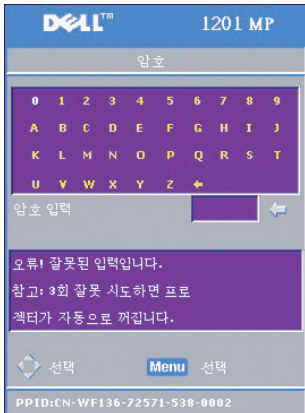 DELL™ 1201 MP
암호
0 1 2 3 4 5 6 7 8 9
A B C D E F G H I J
K L M N O P Q R S T
U V W X Y Z ←
암호 입력
오류! 잘못된 입력입니다.
참고: 3회 잘못 시도하면 프로
젝터가 자동으로 꺼집니다.
선택 Menu 선택
PPID:CN-WF136-72571-538-0002